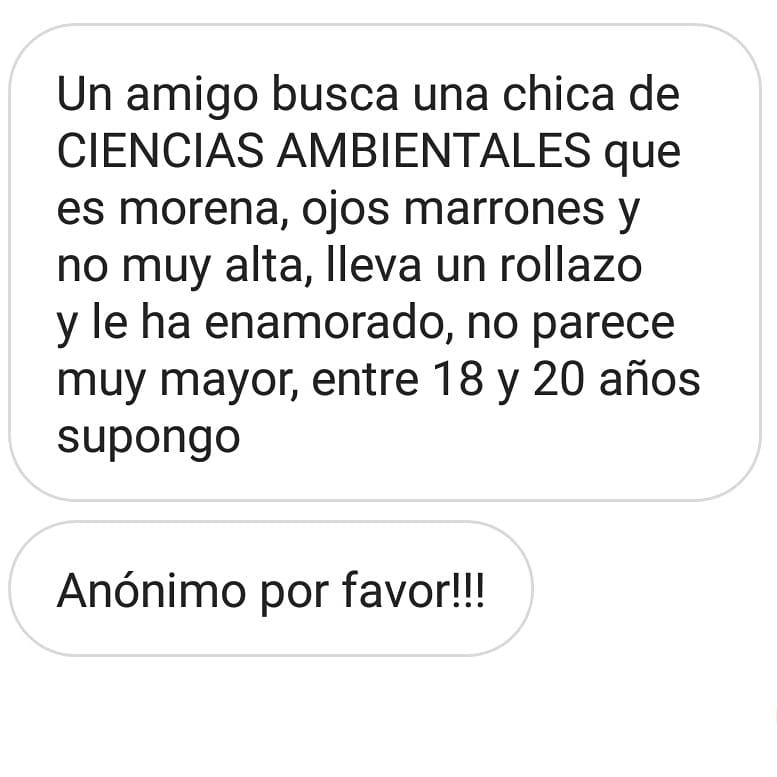 Un amigo busca una chica de
CIENCIAS AMBIENTALES que
es morena, ojos marrones y
no muy alta, lleva un rollazo
y le ha enamorado, no parece
muy mayor, entre 18 y 20 años
supongo
Anónimo por favor!!!